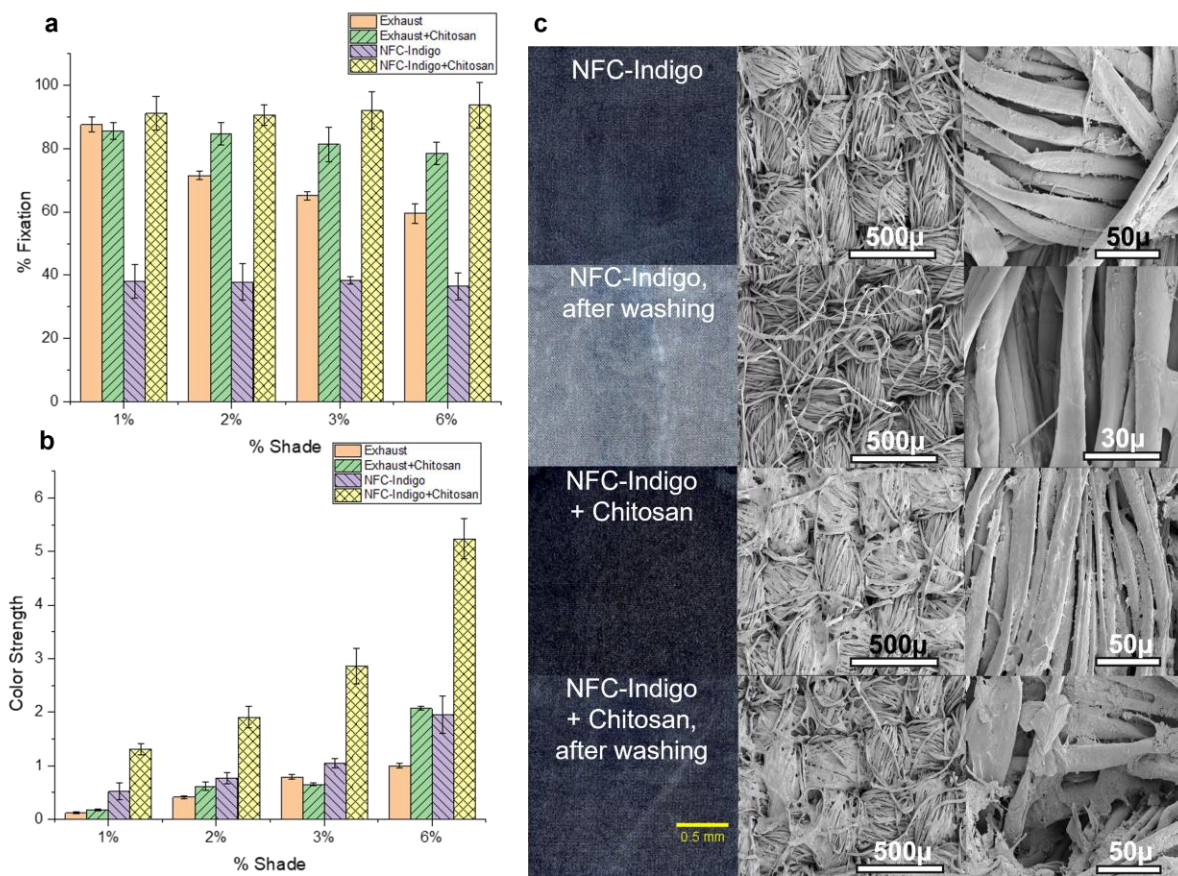 a
Exhaust
Exhaust+Chitosan
NFC-Indigo
NFC-Indigo+Chitosan
100
80
60
40
20
0
% Fixation
1%
2%
3%
6%
% Shade
b
Exhaust
Exhaust+Chitosan
NFC-Indigo
NFC-Indigo+Chitosan
6
5
4
3
2
1
0
Color Strength
1%
2%
3%
6%
% Shade
c
NFC-Indigo
500µ
50µ
NFC-Indigo,
after washing
500µ
30µ
NFC-Indigo
+ Chitosan
500µ
50µ
NFC-Indigo
+ Chitosan,
after washing
0.5 mm
500µ
50µ